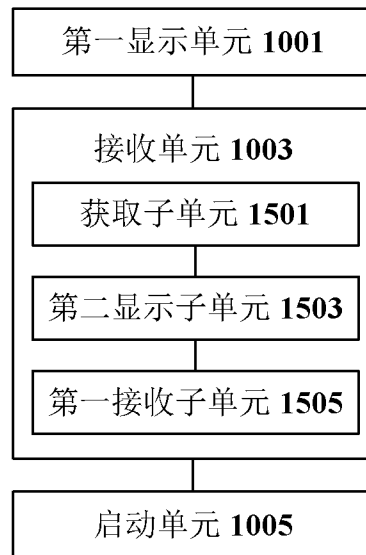 第一显示单元 1001
接收单元 1003
获取子单元 1501
第二显示子单元 1503
第一接收子单元 1505
启动单元 1005